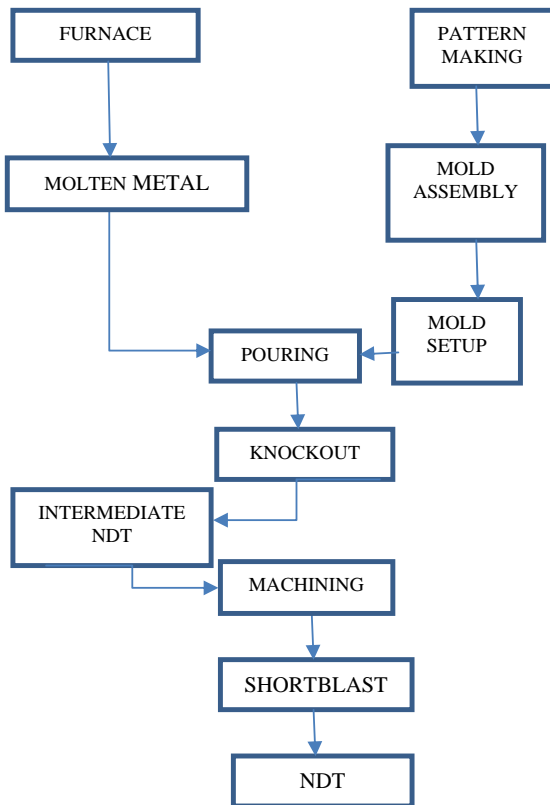 FURNACE
PATTERN
MAKING
MOLTEN METAL
MOLD
ASSEMBLY
MOLD
SETUP
POURING
KNOCKOUT
INTERMEDIATE
NDT
MACHINING
SHORTBLAST
NDT